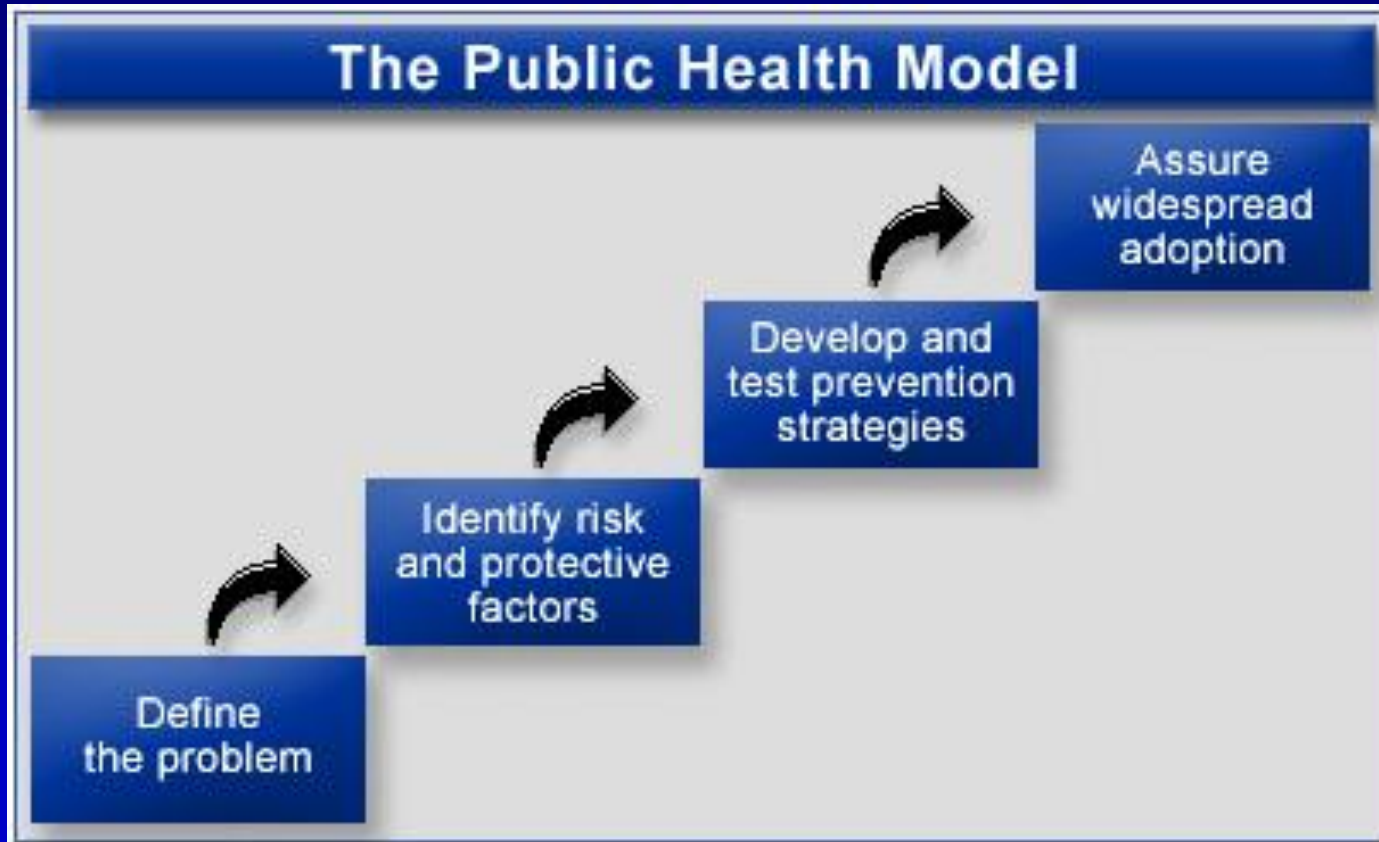 The Public Health Model
Assure
widespread
adoption
Develop and
test prevention
strategies
Identify risk
and protective
factors
Define
the problem